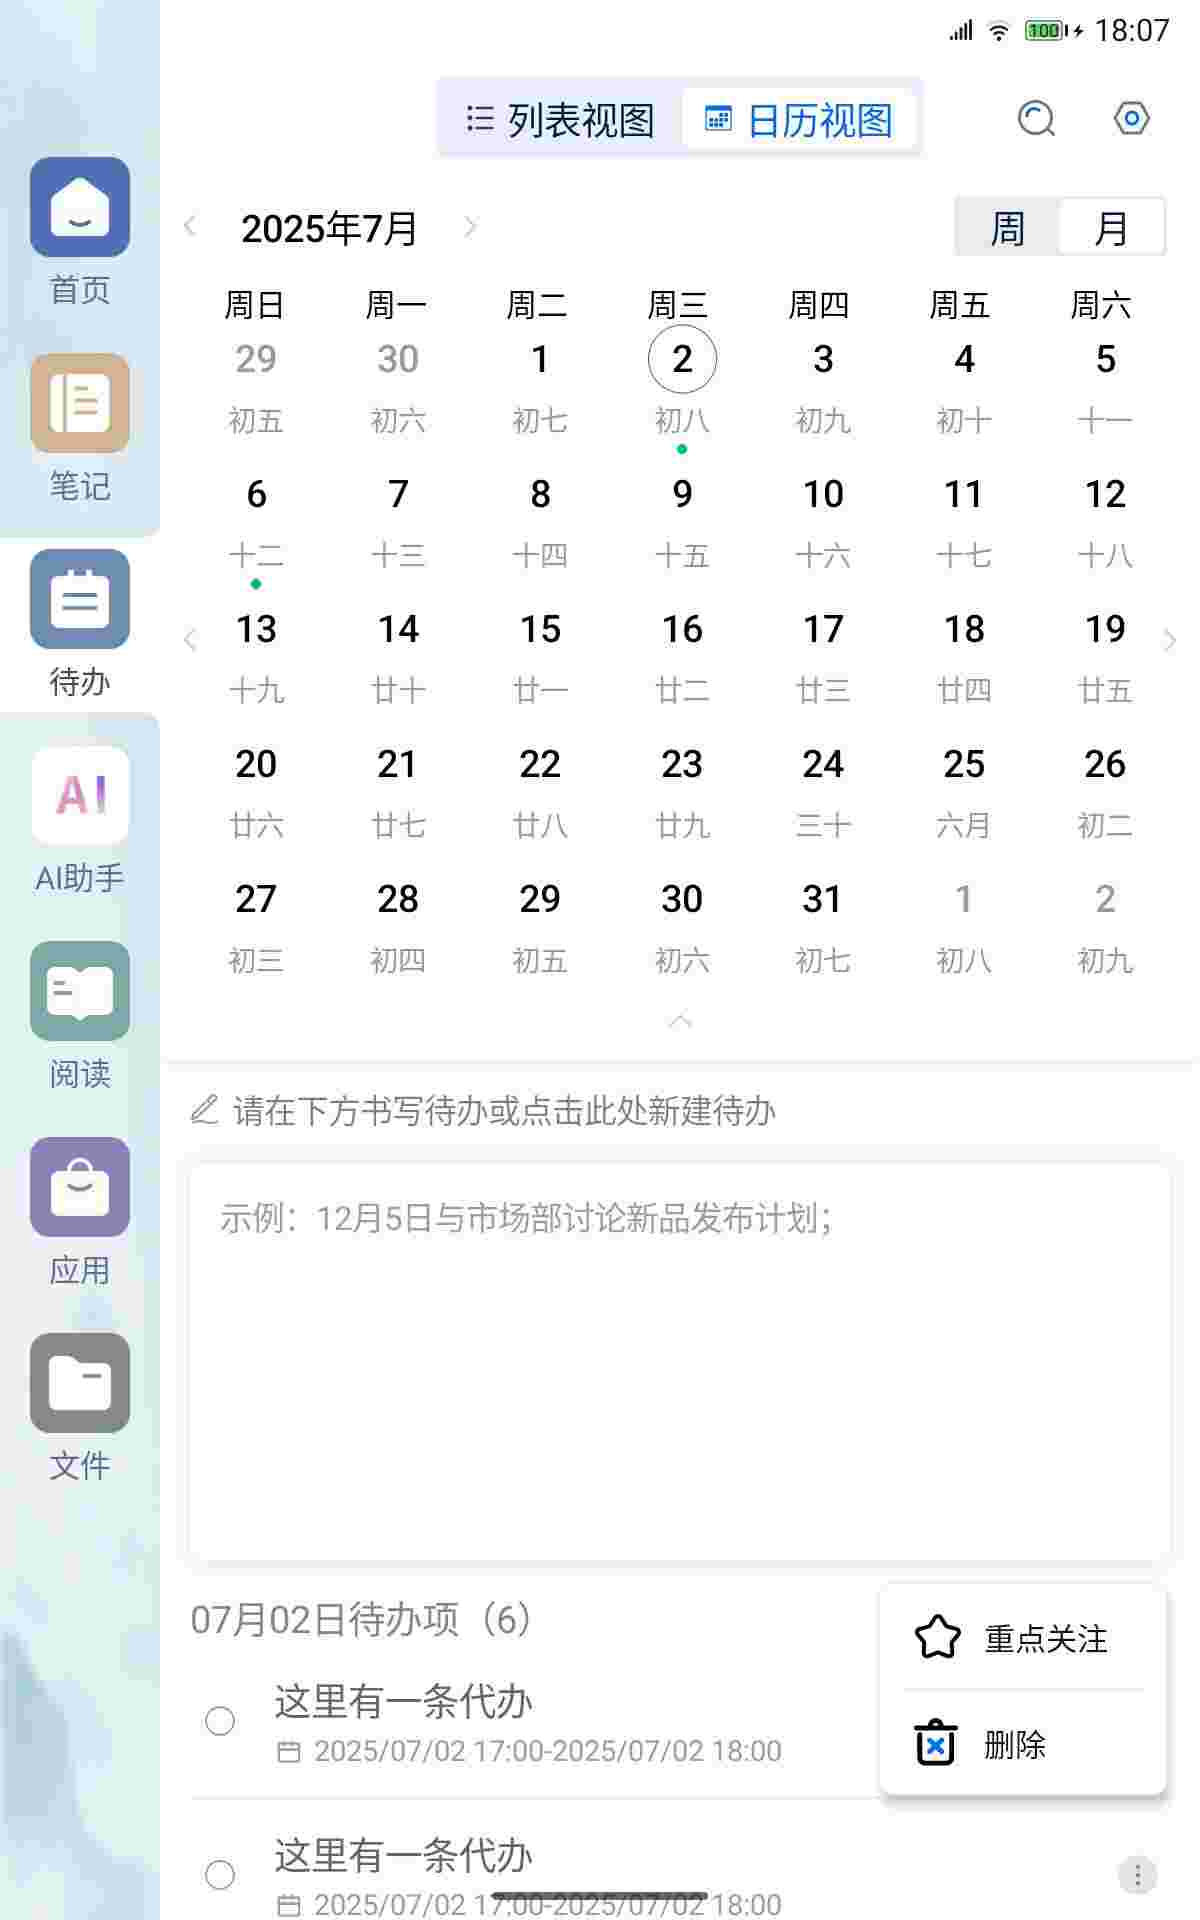 100 18:07
列表视图 日历视图
首页
笔记
待办
AI
AI助手
阅读
应用
文件
2025年7月 周 月
周日 周一 周二 周三 周四 周五 周六
29 30 1 2 3 4 5
初五 初六 初七 初八 初九 初十 十一
6 7 8 9 10 11 12
十二 十三 十四 十五 十六 十七 十八
13 14 15 16 17 18 19
十九 廿十 廿一 廿二 廿三 廿四 廿五
20 21 22 23 24 25 26
廿六 廿七 廿八 廿九 三十 六月 初二
27 28 29 30 31 1 2
初三 初四 初五 初六 初七 初八 初九
请在下方书写待办或点击此处新建待办
示例：12月5日与市场部讨论新品发布计划；
07月02日待办项（6）
这里有一条代办
2025/07/02 17:00-2025/07/02 18:00
重点关注
删除
这里有一条代办
2025/07/02 17:00-2025/07/02 18:00